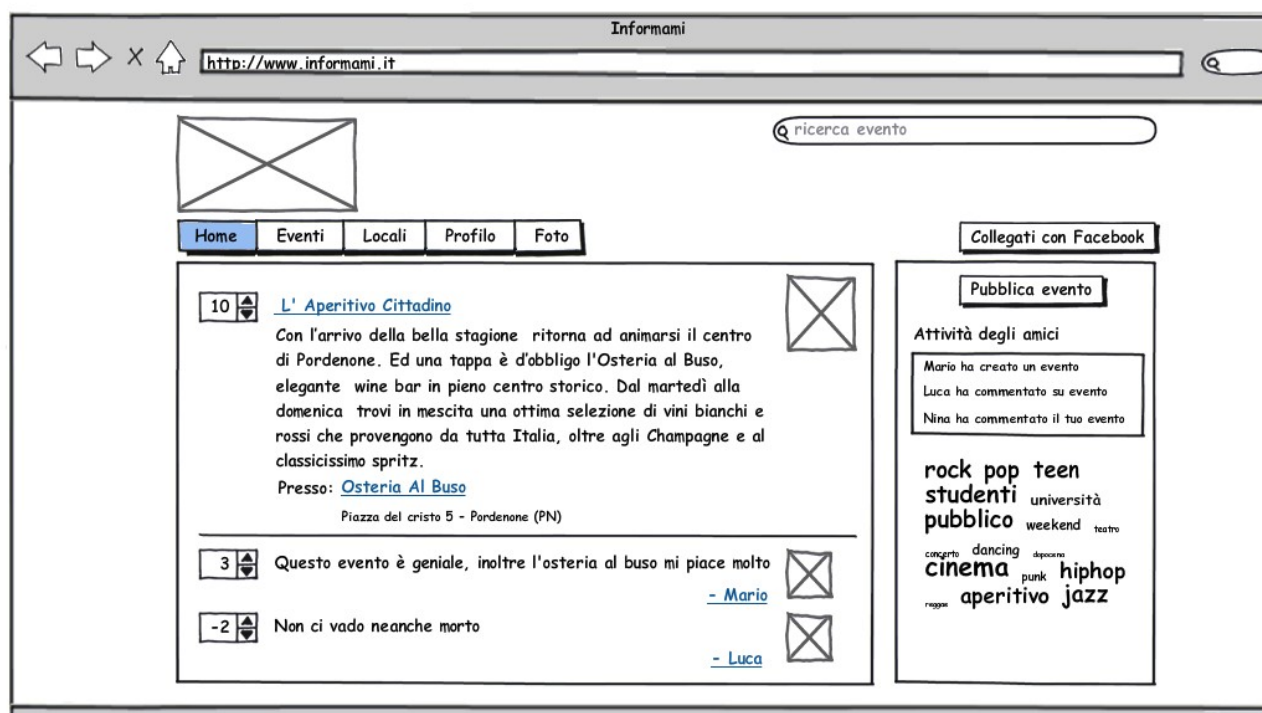 Informami
http://www.informami.it
ricerca evento
Home Eventi Locali Profilo Foto
Collegati con Facebook
10 L' Aperitivo Cittadino
Con l'arrivo della bella stagione ritorna ad animarsi il centro
di Pordenone. Ed una tappa è d'obbligo l'Osteria al Buso,
elegante wine bar in pieno centro storico. Dal martedì alla
domenica trovi in mescita una ottima selezione di vini bianchi e
rossi che provengono da tutta Italia, oltre agli Champagne e al
classicissimo spritz.
Presso: Osteria Al Buso
Piazza del cristo 5 - Pordenone (PN)
3 Questo evento è geniale, inoltre l'osteria al buso mi piace molto
- Mario
-2 Non ci vado neanche morto
- Luca
Pubblica evento
Attività degli amici
Mario ha creato un evento
Luca ha commentato su evento
Nina ha commentato il tuo evento
rock pop teen
studenti università
pubblico weekend teatro
concerto dancing dopocena
cinema punk hiphop
reggae aperitivo jazz